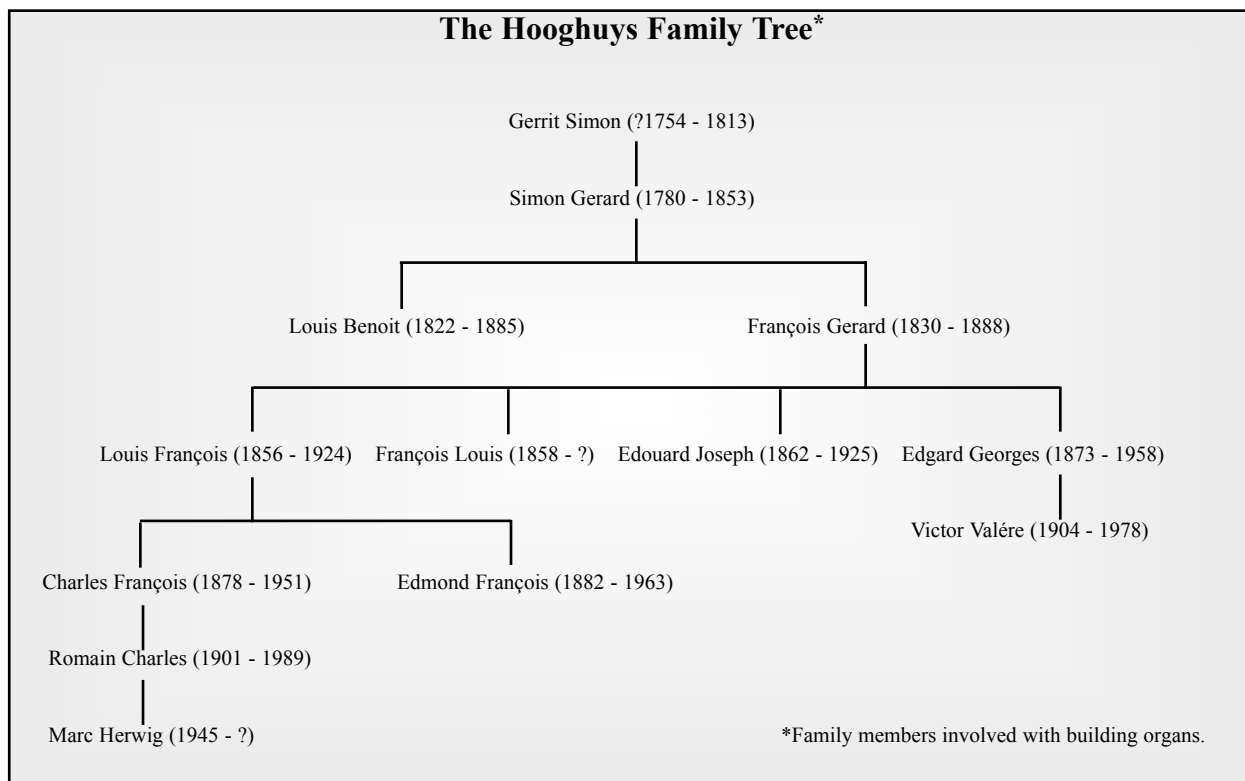 The Hooghuys Family Tree*
Gerrit Simon (?1754 - 1813)
Simon Gerard (1780 - 1853)
Louis Benoit (1822 - 1885)
François Gerard (1830 - 1888)
Louis François (1856 - 1924)
François Louis (1858 - ?)
Edouard Joseph (1862 - 1925)
Edgard Georges (1873 - 1958)
Victor Valére (1904 - 1978)
Charles François (1878 - 1951)
Edmond François (1882 - 1963)
Romain Charles (1901 - 1989)
Marc Herwig (1945 - ?)
*Family members involved with building organs.